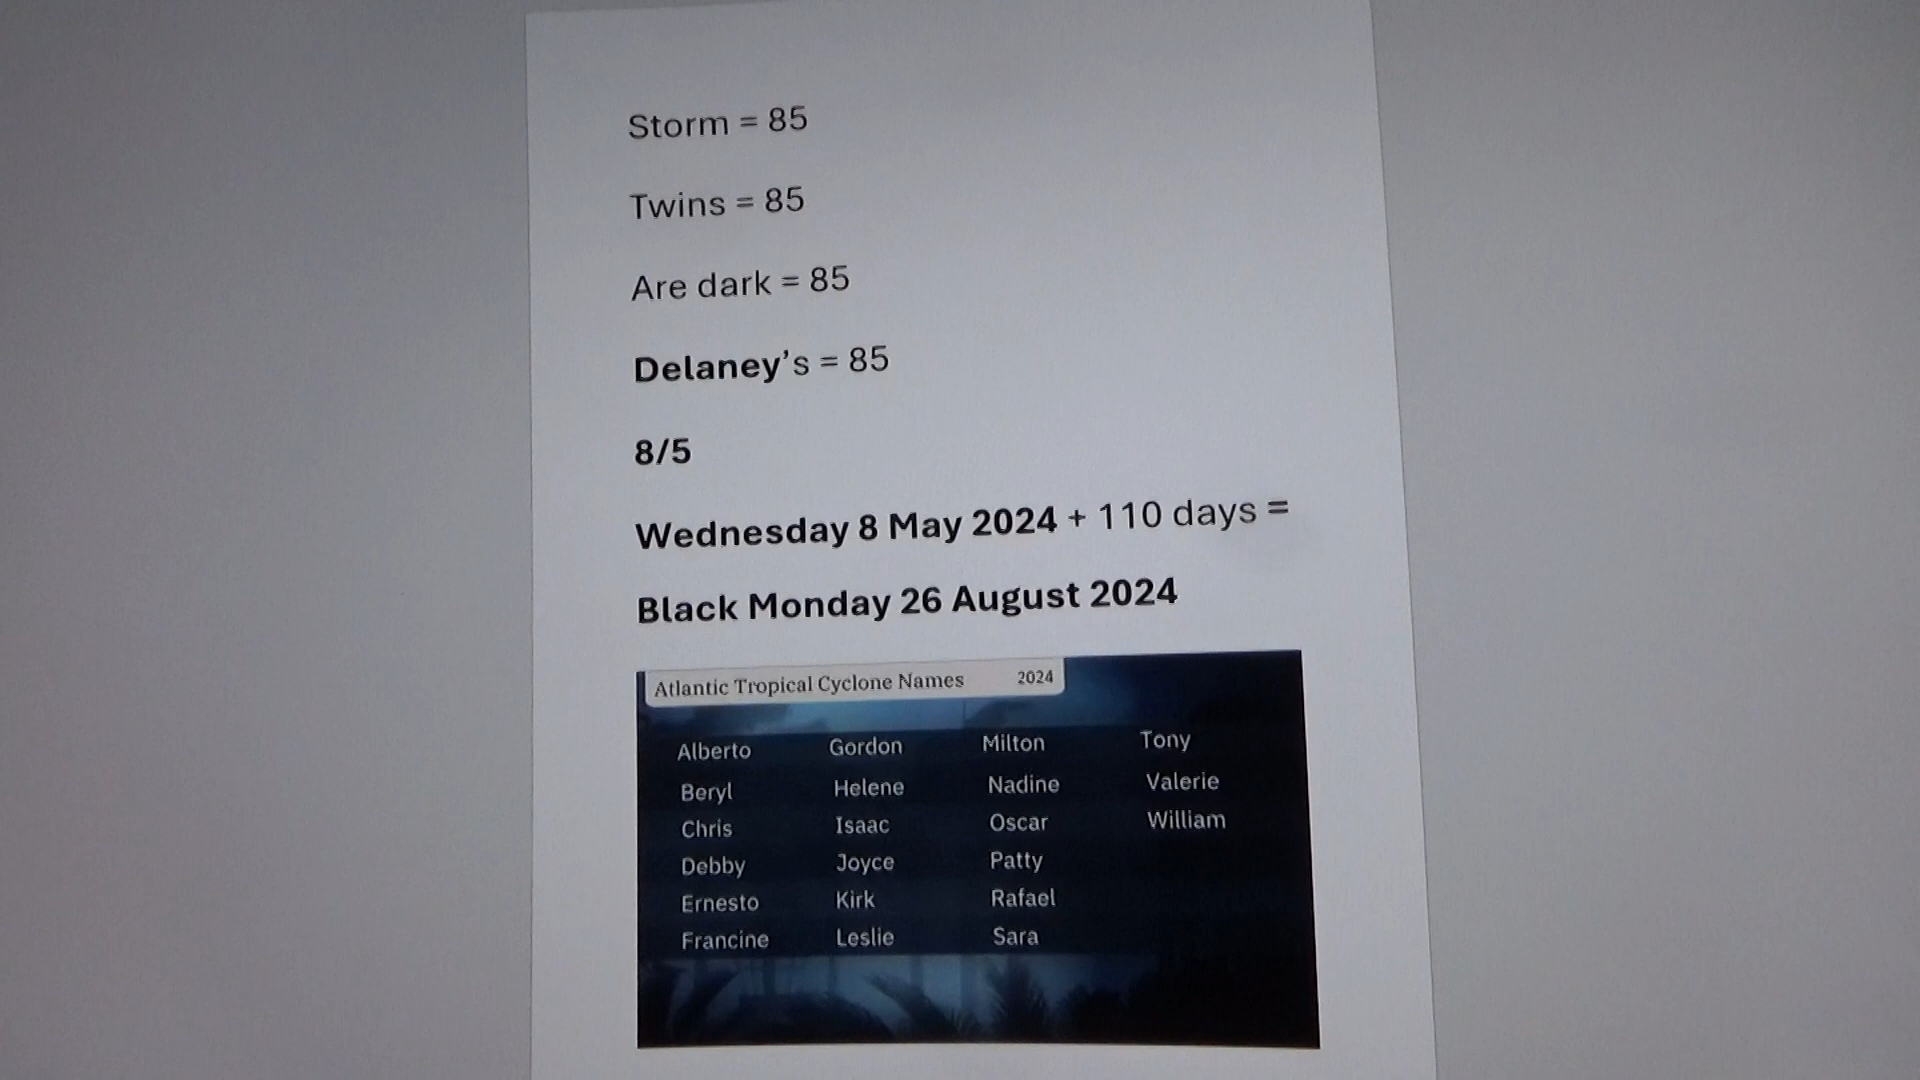 Storm = 85
Twins = 85
Are dark = 85
Delaney’s = 85
8/5
Wednesday 8 May 2024 + 110 days =
Black Monday 26 August 2024
Atlantic Tropical Cyclone Names 2024
Alberto Gordon Milton Tony
Beryl Helene Nadine Valerie
Chris Isaac Oscar William
Debby Joyce Patty
Ernesto Kirk Rafael
Francine Leslie Sara